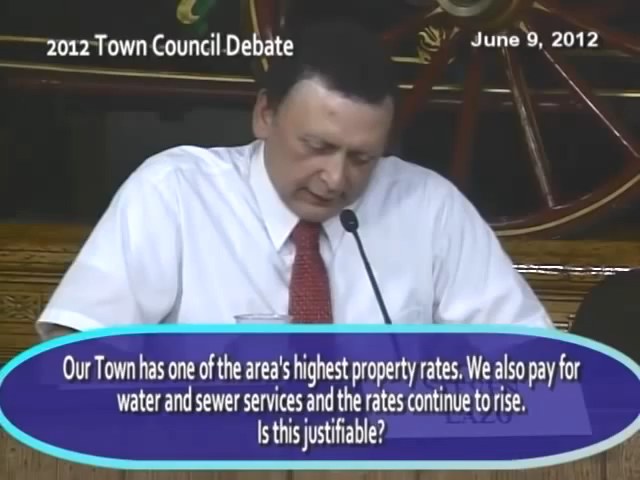 2012 Town Council Debate
June 9, 2012
Our Town has one of the area's highest property rates. We also pay for
water and sewer services and the rates continue to rise.
Is this justifiable?